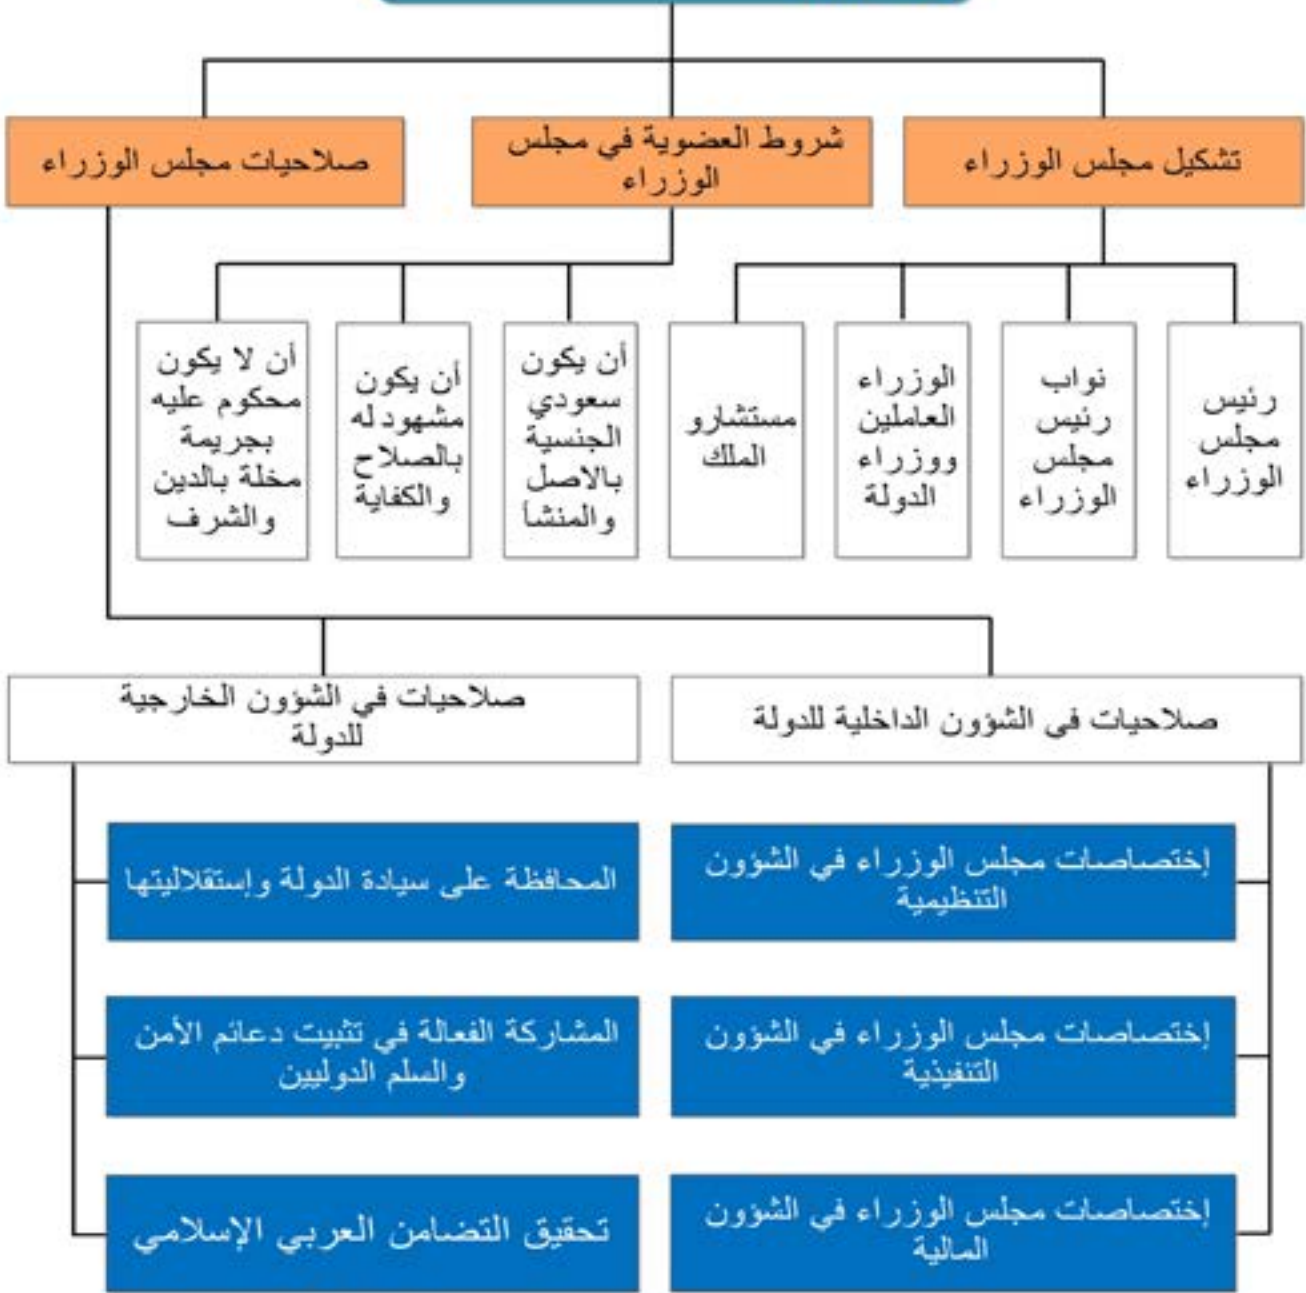 تشكيل مجلس الوزراء
شروط العضوية في مجلس
الوزراء
صلاحيات مجلس الوزراء
رئيس
مجلس
الوزراء
نواب
رئيس
مجلس
الوزراء
الوزراء
العاملين
ووزراء
الدولة
مستشارو
الملك
أن يكون
سعودي
الجنسية
بالاصل
والمنشأ
أن يكون
مشهود له
بالصلاح
والكفاية
أن لا يكون
محكوم عليه
بجريمة
مخلة بالدين
والشرف
صلاحيات في الشؤون الداخلية للدولة
صلاحيات في الشؤون الخارجية
للدولة
إختصاصات مجلس الوزراء في الشؤون
التنظيمية
إختصاصات مجلس الوزراء في الشؤون
التنفيذية
إختصاصات مجلس الوزراء في الشؤون
المالية
المحافظة على سيادة الدولة وإستقلاليتها
المشاركة الفعالة في تثبيت دعائم الأمن
والسلم الدوليين
تحقيق التضامن العربي الإسلامي